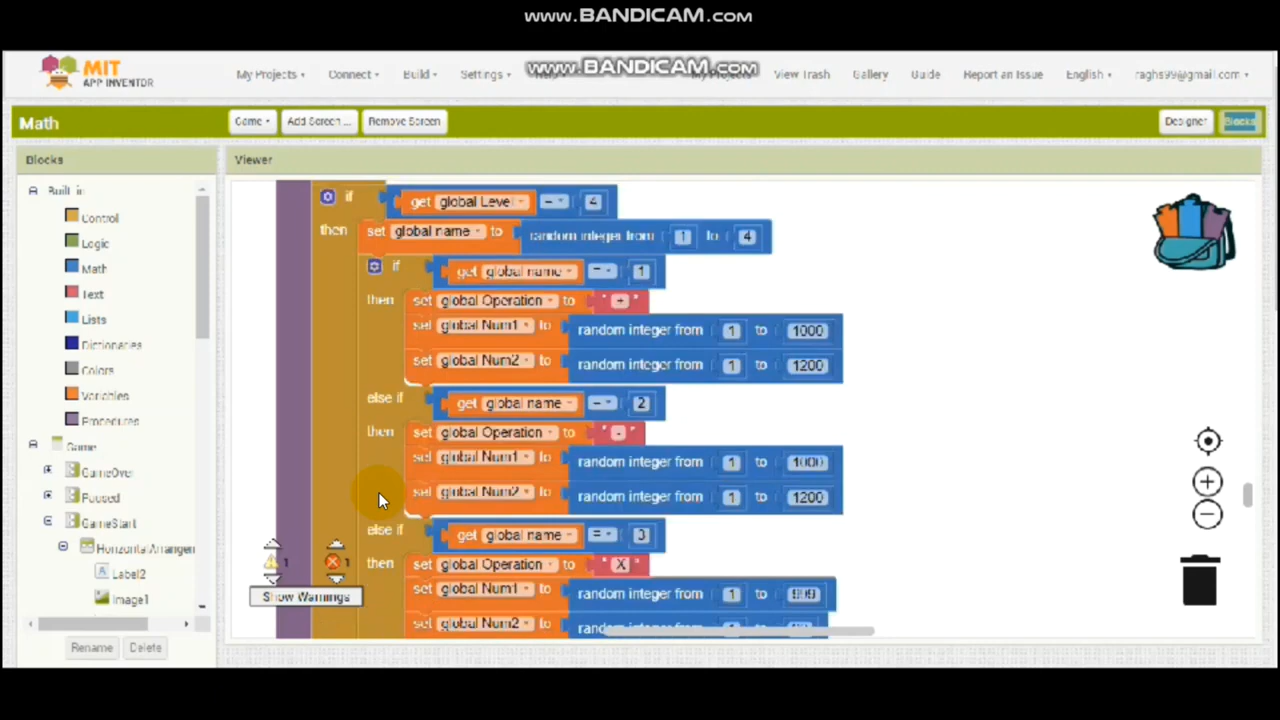 www.BANDICAM.com
www.BANDICAM.com
MIT
APP INVENTOR
My Projects
Connect
Build
Settings
View Trash
Gallery
Guide
Report an Issue
English
raghs99@gmail.com
Math
Game
Add Screen ...
Remove Screen
Designer
Blocks
Blocks
Viewer
Built-in
Control
Logic
Math
Text
Lists
Dictionaries
Colors
Variables
Procedures
Game
GameOver
Paused
GameStart
HorizontalArrangen
Label2
Image1
Rename
Delete
if get global Level = 4
then set global name to random integer from 1 to 4
if get global name = 1
then set global Operation to " + "
set global Num1 to random integer from 1 to 1000
set global Num2 to random integer from 1 to 1200
else if get global name = 2
then set global Operation to " - "
set global Num1 to random integer from 1 to 1000
set global Num2 to random integer from 1 to 1200
else if get global name = 3
then set global Operation to " X "
set global Num1 to random integer from 1 to
set global Num2 to
1
1
Show Warnings